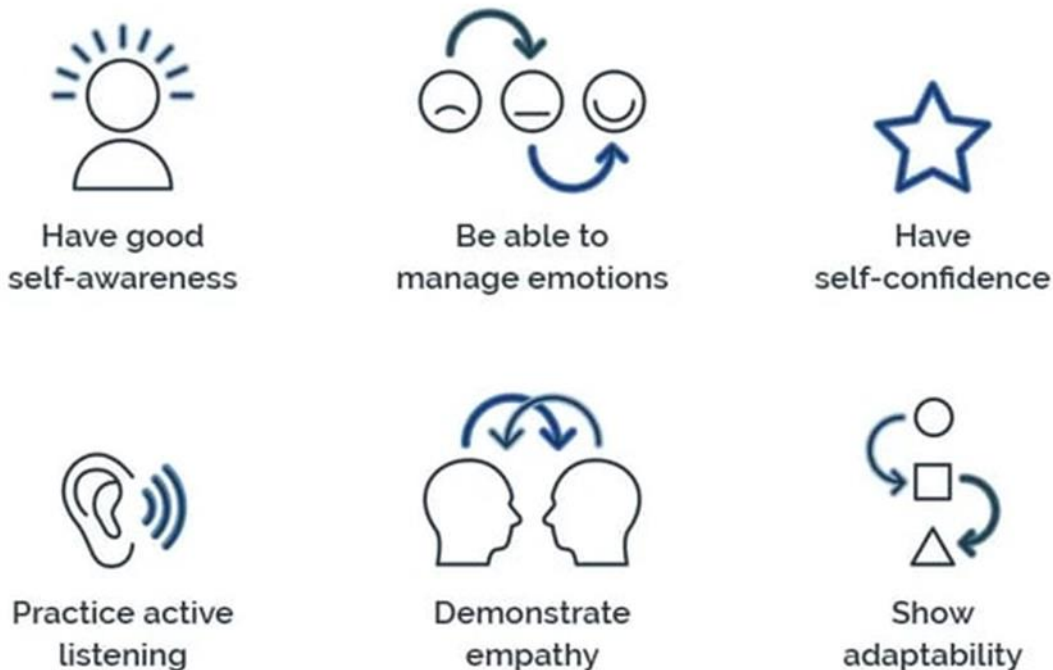 Have good
self-awareness
Be able to
manage emotions
Have
self-confidence
Practice active
listening
Demonstrate
empathy
Show
adaptability